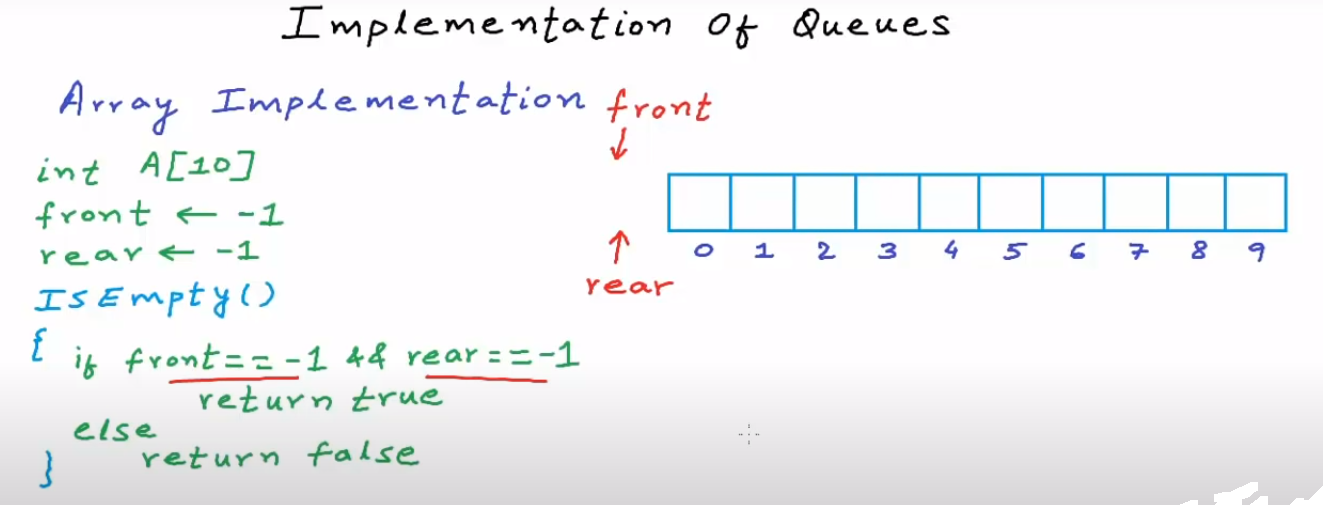 Implementation of Queues
Array Implementation
front
↓
int A[10]
front ← -1
rear ← -1
0 1 2 3 4 5 6 7 8 9
↑
rear
IsEmpty()
{
if front == -1 && rear == -1
return true
else
return false
}